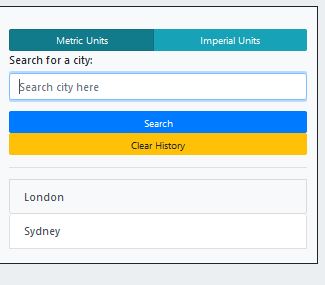 Metric Units
Imperial Units
Search for a city:
Search city here
Search
Clear History
London
Sydney